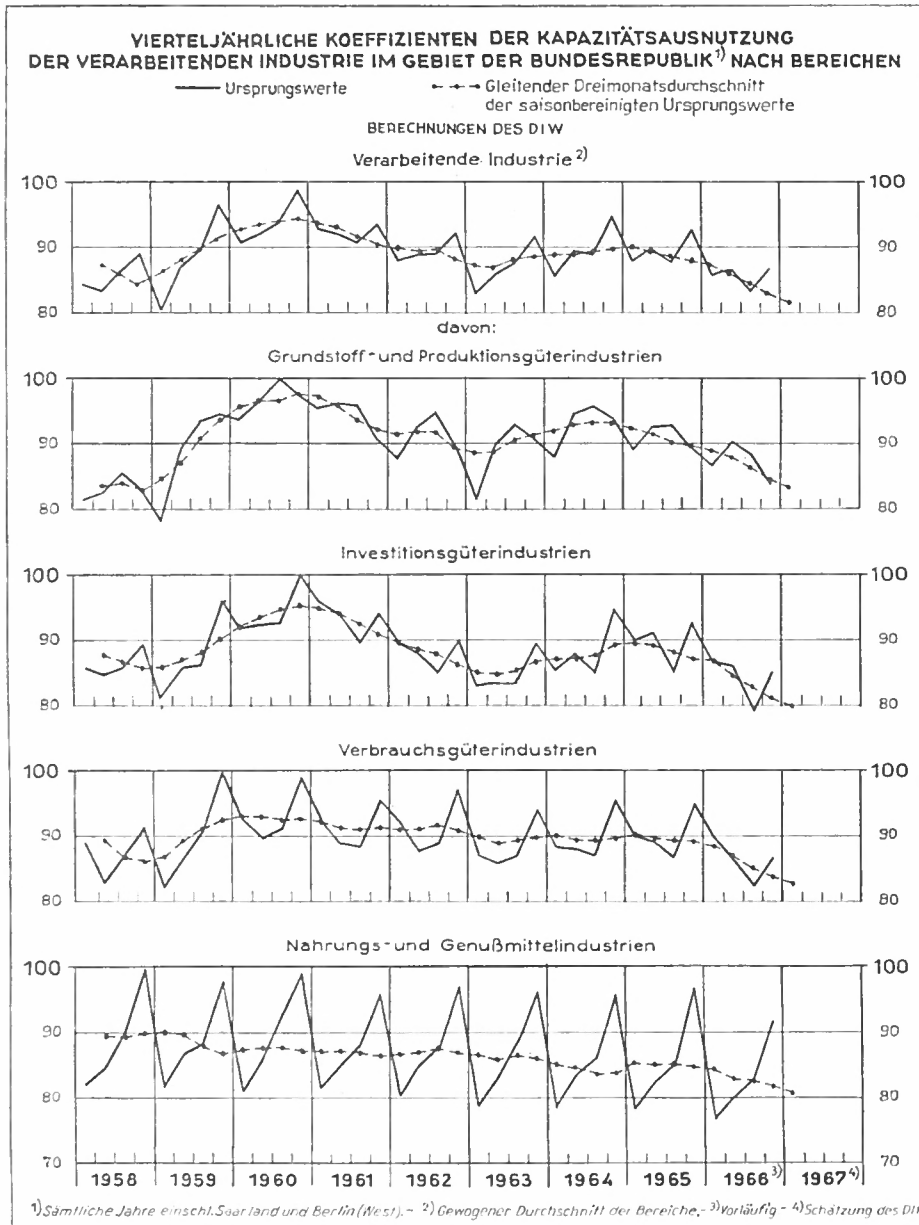 VIERTELJÄHRLICHE KOEFFIZIENTEN DER KAPAZITÄTSAUSNUTZUNG
DER VERARBEITENDEN INDUSTRIE IM GEBIET DER BUNDESREPUBLIK 1) NACH BEREICHEN
Ursprungswerte
Gleitender Dreimonatsdurchschnitt
der saisonbereinigten Ursprungswerte
BERECHNUNGEN DES DIW
Verarbeitende Industrie 2)
100 100
90 90
80 80
davon:
Grundstoff- und Produktionsgüterindustrien
100 100
90 90
80 80
Investitionsgüterindustrien
100 100
90 90
80 80
Verbrauchsgüterindustrien
100 100
90 90
80 80
Nahrungs- und Genußmittelindustrien
100 100
90 90
80 80
70 1958 1959 1960 1961 1962 1963 1964 1965 1966 3) 1967 4) 70
1) Sämtliche Jahre einschl. Saarland und Berlin (West).- 2) Gewogener Durchschnitt der Bereiche.- 3) Vorläufig - 4) Schätzung des